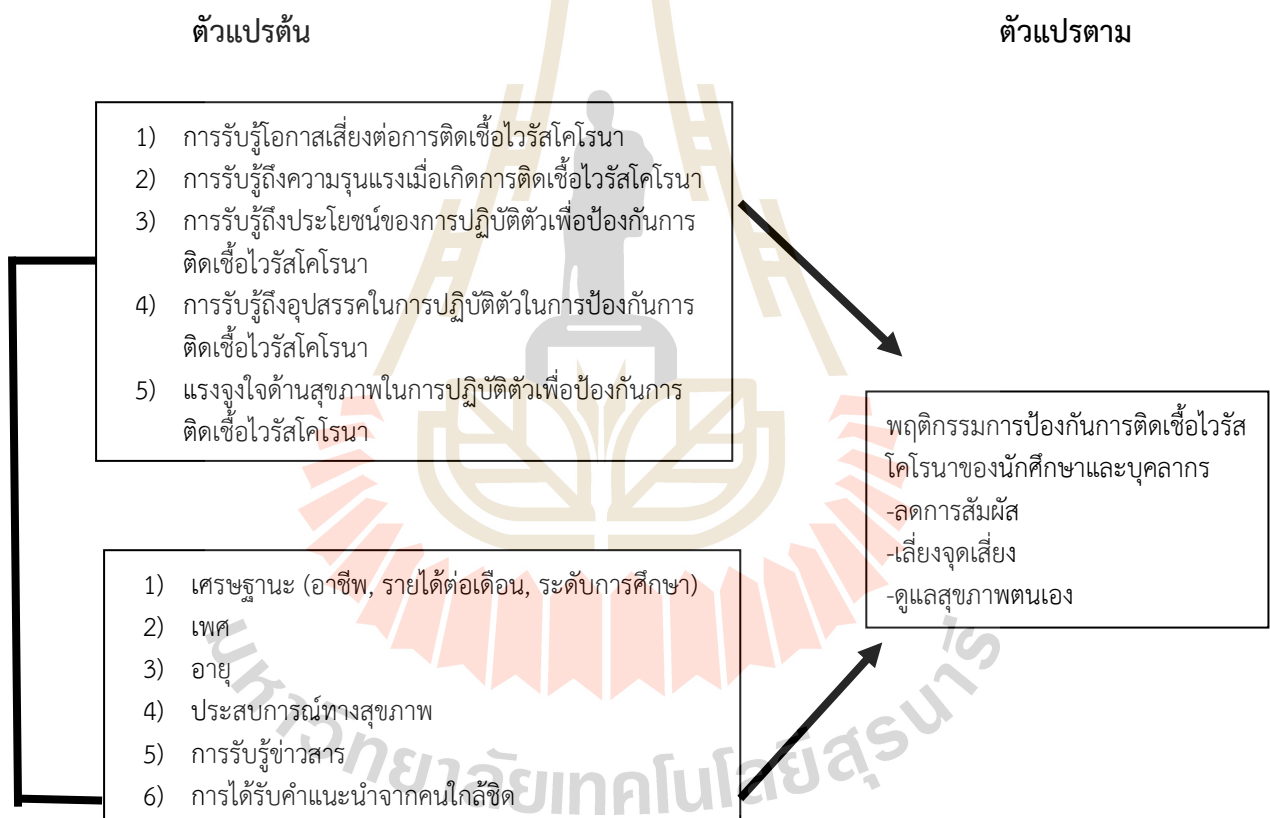 ตัวแปรต้น
ตัวแปรตาม
1) การรับรู้โอกาสเสี่ยงต่อการติดเชื้อไวรัสโคโรนา
2) การรับรู้ถึงความรุนแรงเมื่อเกิดการติดเชื้อไวรัสโคโรนา
3) การรับรู้ถึงประโยชน์ของการปฏิบัติตัวเพื่อป้องกันการ
ติดเชื้อไวรัสโคโรนา
4) การรับรู้ถึงอุปสรรคในการปฏิบัติตัวในการป้องกันการ
ติดเชื้อไวรัสโคโรนา
5) แรงจูงใจด้านสุขภาพในการปฏิบัติตัวเพื่อป้องกันการ
ติดเชื้อไวรัสโคโรนา
พฤติกรรมการป้องกันการติดเชื้อไวรัส
โคโรนาของนักศึกษาและบุคลากร
-ลดการสัมผัส
-เลี่ยงจุดเสี่ยง
-ดูแลสุขภาพตนเอง
1) เศรษฐานะ (อาชีพ, รายได้ต่อเดือน, ระดับการศึกษา)
2) เพศ
3) อายุ
4) ประสบการณ์ทางสุขภาพ
5) การรับรู้ข่าวสาร
6) การได้รับคำแนะนำจากคนใกล้ชิด
มหาวิทยาลัยเทคโนโลยีสุรนารี